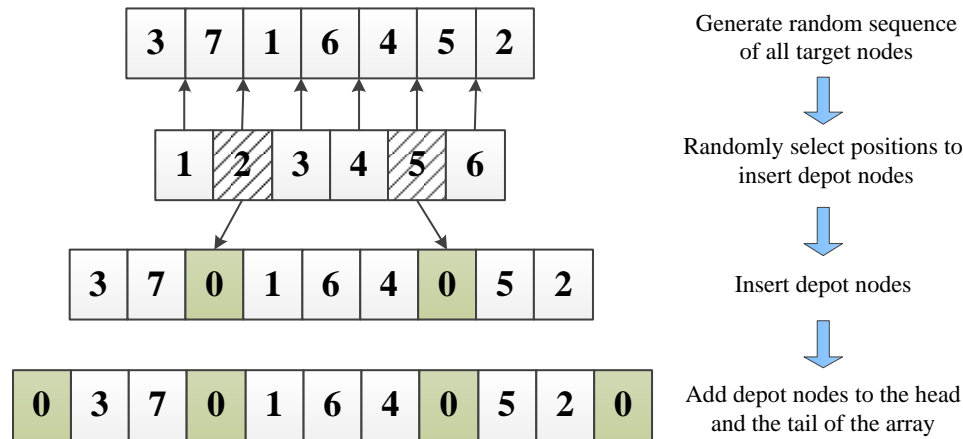 3 7 1 6 4 5 2
Generate random sequence
of all target nodes
1 2 3 4 5 6
Randomly select positions to
insert depot nodes
3 7 0 1 6 4 0 5 2
Insert depot nodes
0 3 7 0 1 6 4 0 5 2 0
Add depot nodes to the head
and the tail of the array